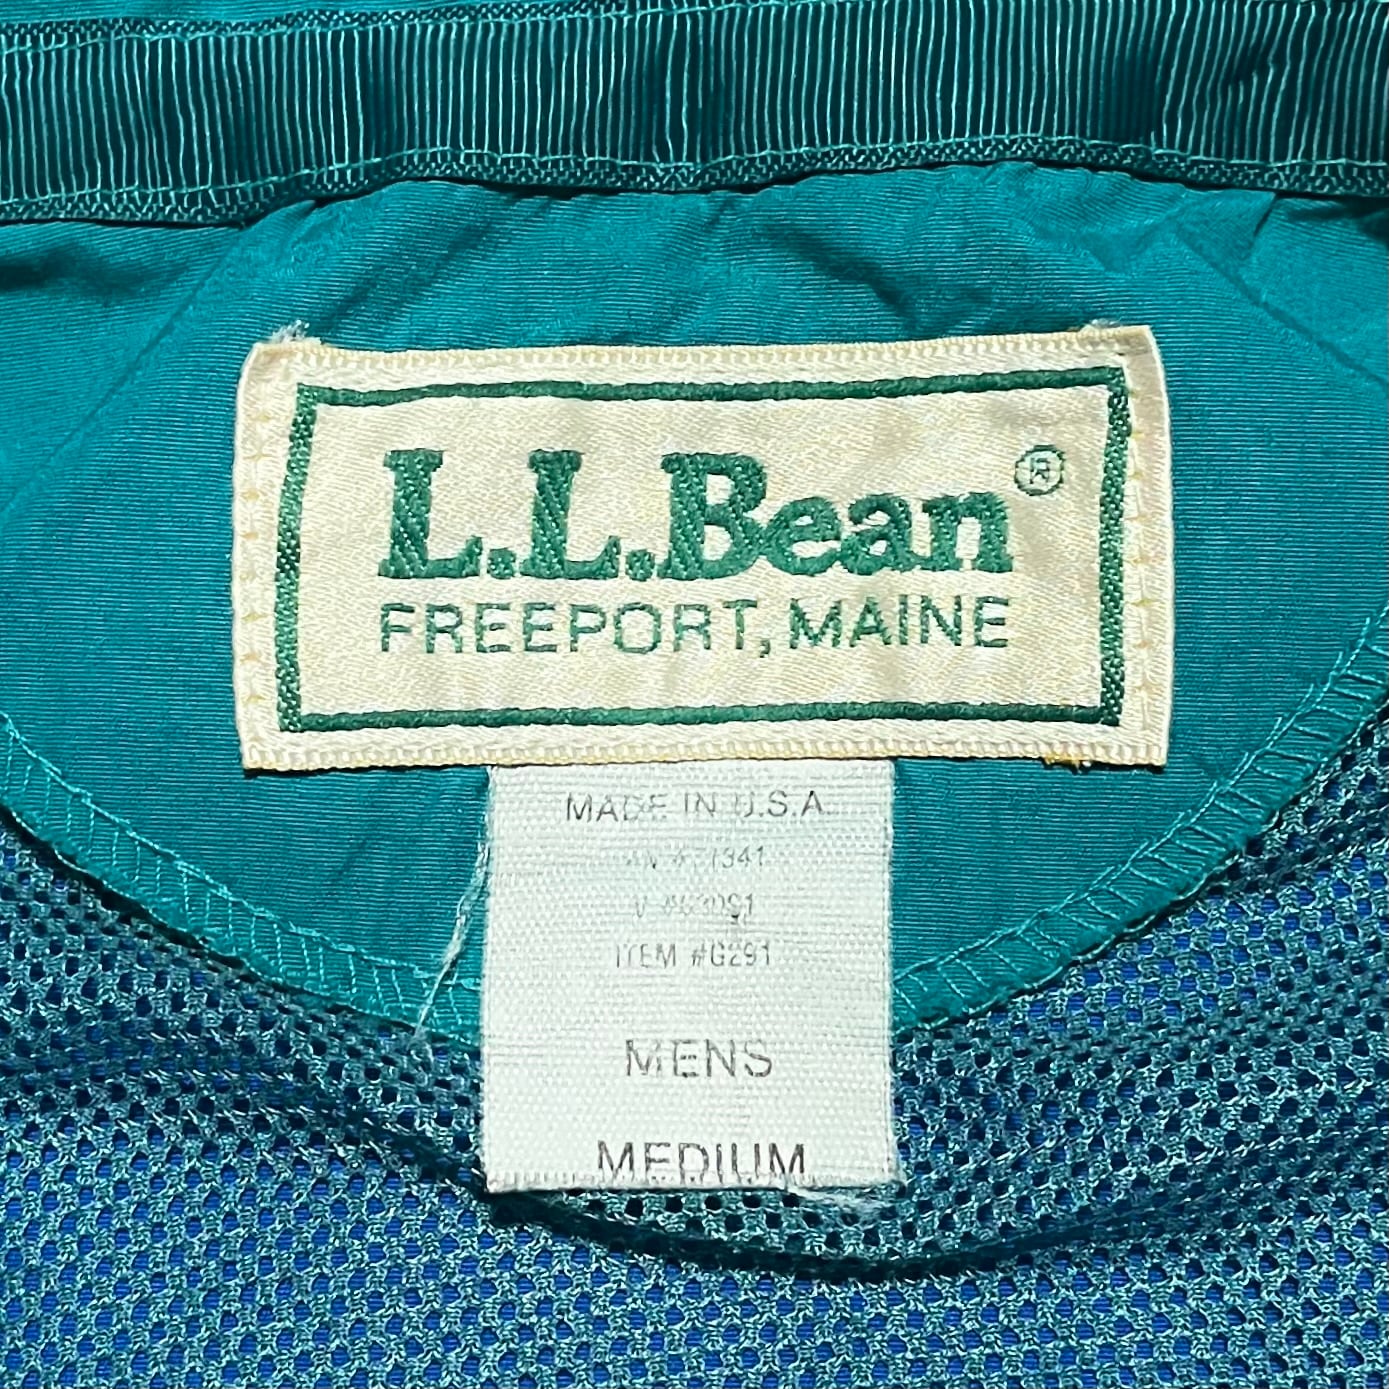 L.L.Bean®
FREEPORT, MAINE
MADE IN U.S.A.
ITEM #G291
MENS
MEDIUM